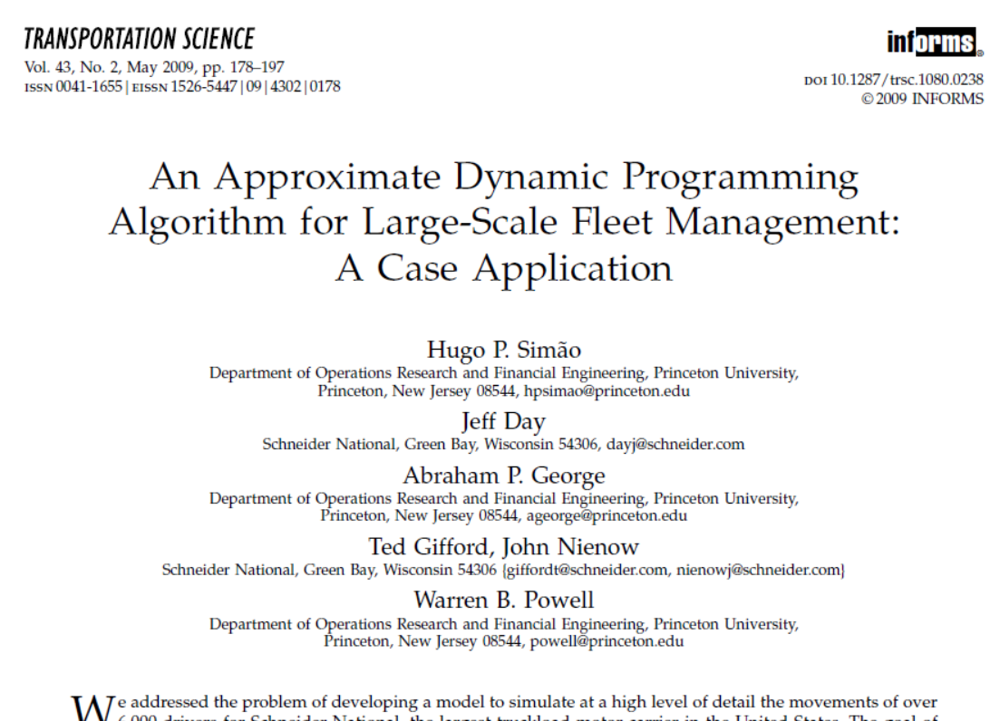 TRANSPORTATION SCIENCE
Vol. 43, No. 2, May 2009, pp. 178–197
ISSN 0041-1655 | EISSN 1526-5447 | 09 | 4302 | 0178
informs®
DOI 10.1287/trsc.1080.0238
© 2009 INFORMS
An Approximate Dynamic Programming
Algorithm for Large-Scale Fleet Management:
A Case Application
Hugo P. Simão
Department of Operations Research and Financial Engineering, Princeton University,
Princeton, New Jersey 08544, hpsimao@princeton.edu
Jeff Day
Schneider National, Green Bay, Wisconsin 54306, dayj@schneider.com
Abraham P. George
Department of Operations Research and Financial Engineering, Princeton University,
Princeton, New Jersey 08544, ageorge@princeton.edu
Ted Gifford, John Nienow
Schneider National, Green Bay, Wisconsin 54306 {giffordt@schneider.com, nienowj@schneider.com}
Warren B. Powell
Department of Operations Research and Financial Engineering, Princeton University,
Princeton, New Jersey 08544, powell@princeton.edu
We addressed the problem of developing a model to simulate at a high level of detail the movements of over
6,000 drivers for Schneider National, the largest truckload motor carrier in the United States. The goal of